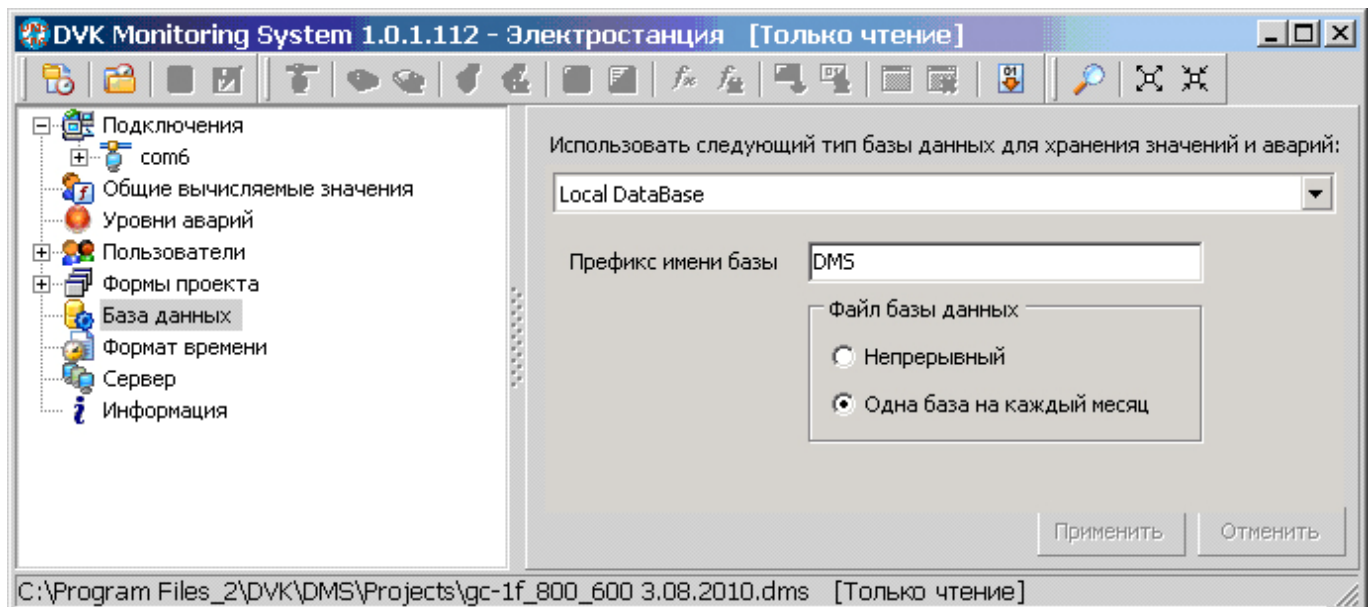 DVK Monitoring System 1.0.1.112 - Электростанция [Только чтение]
Подключения
com6
Общие вычисляемые значения
Уровни аварий
Пользователи
Формы проекта
База данных
Формат времени
Сервер
Информация
Использовать следующий тип базы данных для хранения значений и аварий:
Local DataBase
Префикс имени базы DMS
Файл базы данных
Непрерывный
Одна база на каждый месяц
Применить Отменить
C:\Program Files_2\DVK\DMS\Projects\gc-1f_800_600 3.08.2010.dms [Только чтение]